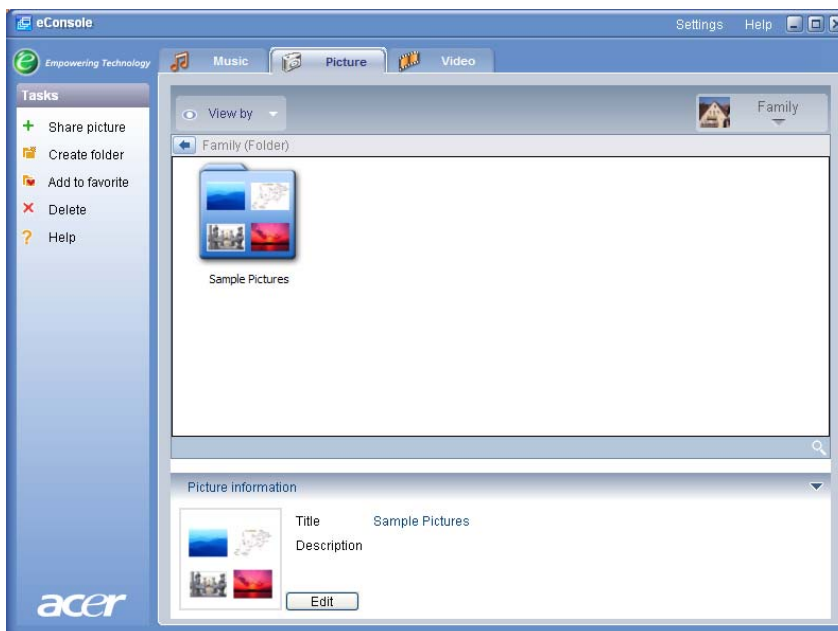 eConsole
Settings Help
Empowering Technology
Music Picture Video
Tasks
Share picture
Create folder
Add to favorite
Delete
Help
View by
Family
Family (Folder)
Sample Pictures
Picture information
Title Sample Pictures
Description
Edit
acer